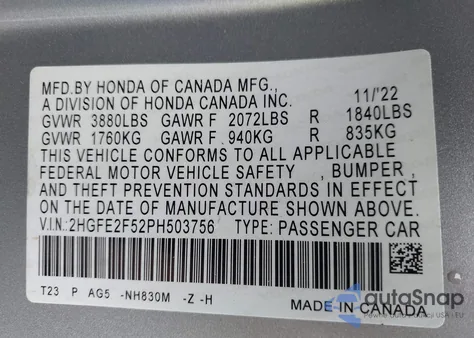 MFD.BY HONDA OF CANADA MFG.,
A DIVISION OF HONDA CANADA INC. 11/'22
GVWR 3880LBS GAWR F 2072LBS R 1840LBS
GVWR 1760KG GAWR F 940KG R 835KG
THIS VEHICLE CONFORMS TO ALL APPLICABLE
FEDERAL MOTOR VEHICLE SAFETY , BUMPER ,
AND THEFT PREVENTION STANDARDS IN EFFECT
ON THE DATE OF MANUFACTURE SHOWN ABOVE.
V.I.N.:2HGFE2F52PH503756 TYPE: PASSENGER CAR
T23 P AG5 -NH830M -Z -H
MADE IN CANADA
autoSnap